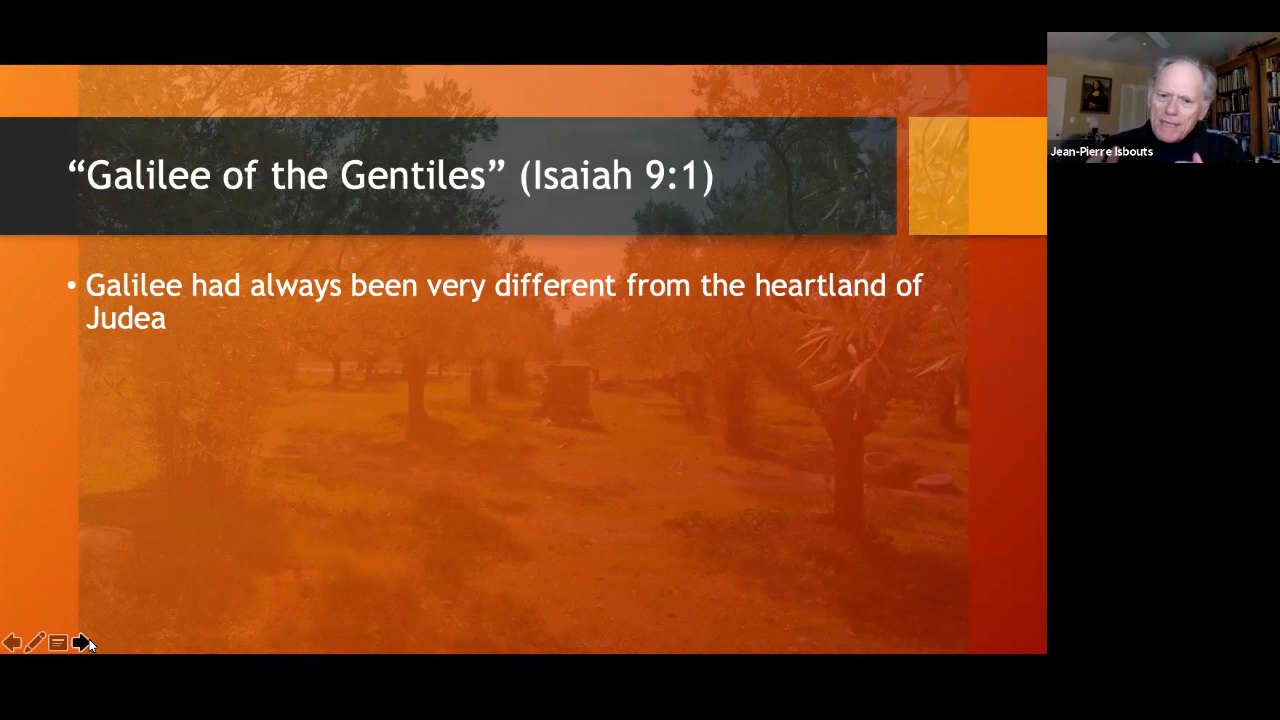 “Galilee of the Gentiles” (Isaiah 9:1)
• Galilee had always been very different from the heartland of
Judea
Jean-Pierre Isbouts